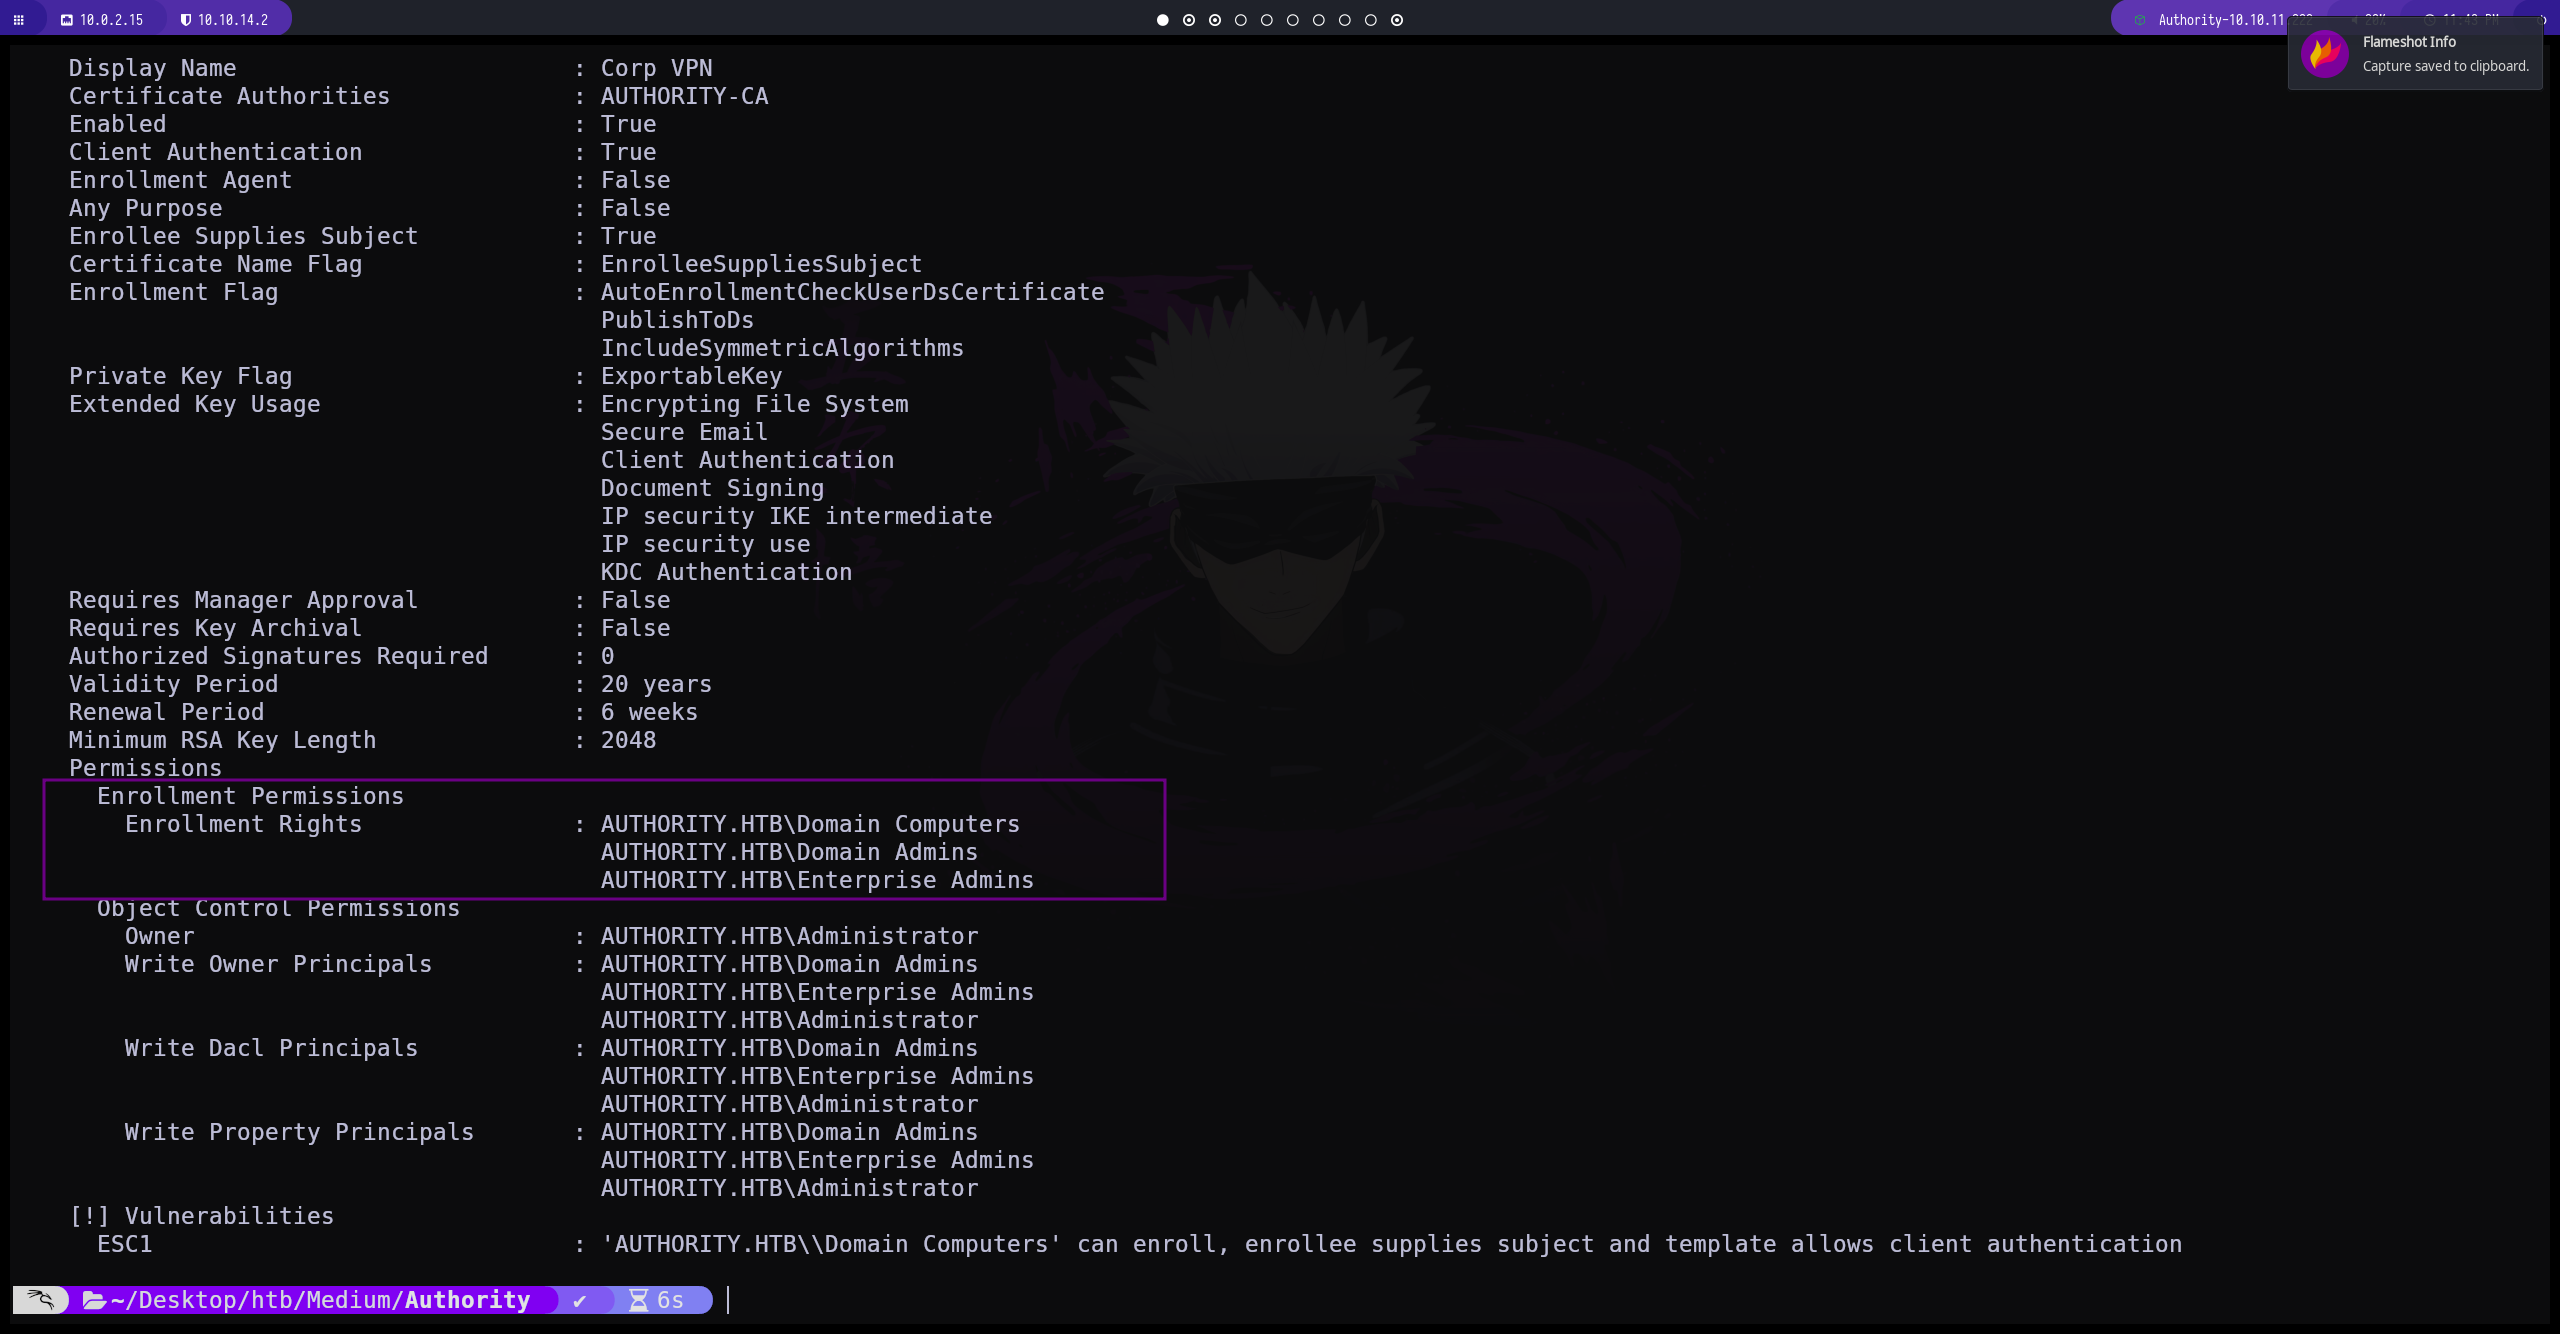 10.0.2.15 10.10.14.2 Authority-10.10.11.222 11:43 PM
Flameshot Info
Capture saved to clipboard.
Display Name : Corp VPN
Certificate Authorities : AUTHORITY-CA
Enabled : True
Client Authentication : True
Enrollment Agent : False
Any Purpose : False
Enrollee Supplies Subject : True
Certificate Name Flag : EnrolleeSuppliesSubject
Enrollment Flag : AutoEnrollmentCheckUserDsCertificate
PublishToDs
IncludeSymmetricAlgorithms
Private Key Flag : ExportableKey
Extended Key Usage : Encrypting File System
Secure Email
Client Authentication
Document Signing
IP security IKE intermediate
IP security use
KDC Authentication
Requires Manager Approval : False
Requires Key Archival : False
Authorized Signatures Required : 0
Validity Period : 20 years
Renewal Period : 6 weeks
Minimum RSA Key Length : 2048
Permissions
Enrollment Permissions
Enrollment Rights : AUTHORITY.HTB\Domain Computers
AUTHORITY.HTB\Domain Admins
AUTHORITY.HTB\Enterprise Admins
Object Control Permissions
Owner : AUTHORITY.HTB\Administrator
Write Owner Principals : AUTHORITY.HTB\Domain Admins
AUTHORITY.HTB\Enterprise Admins
AUTHORITY.HTB\Administrator
Write Dacl Principals : AUTHORITY.HTB\Domain Admins
AUTHORITY.HTB\Enterprise Admins
AUTHORITY.HTB\Administrator
Write Property Principals : AUTHORITY.HTB\Domain Admins
AUTHORITY.HTB\Enterprise Admins
AUTHORITY.HTB\Administrator
[!] Vulnerabilities
ESC1 : 'AUTHORITY.HTB\\Domain Computers' can enroll, enrollee supplies subject and template allows client authentication
~/Desktop/htb/Medium/Authority ✔ 6s